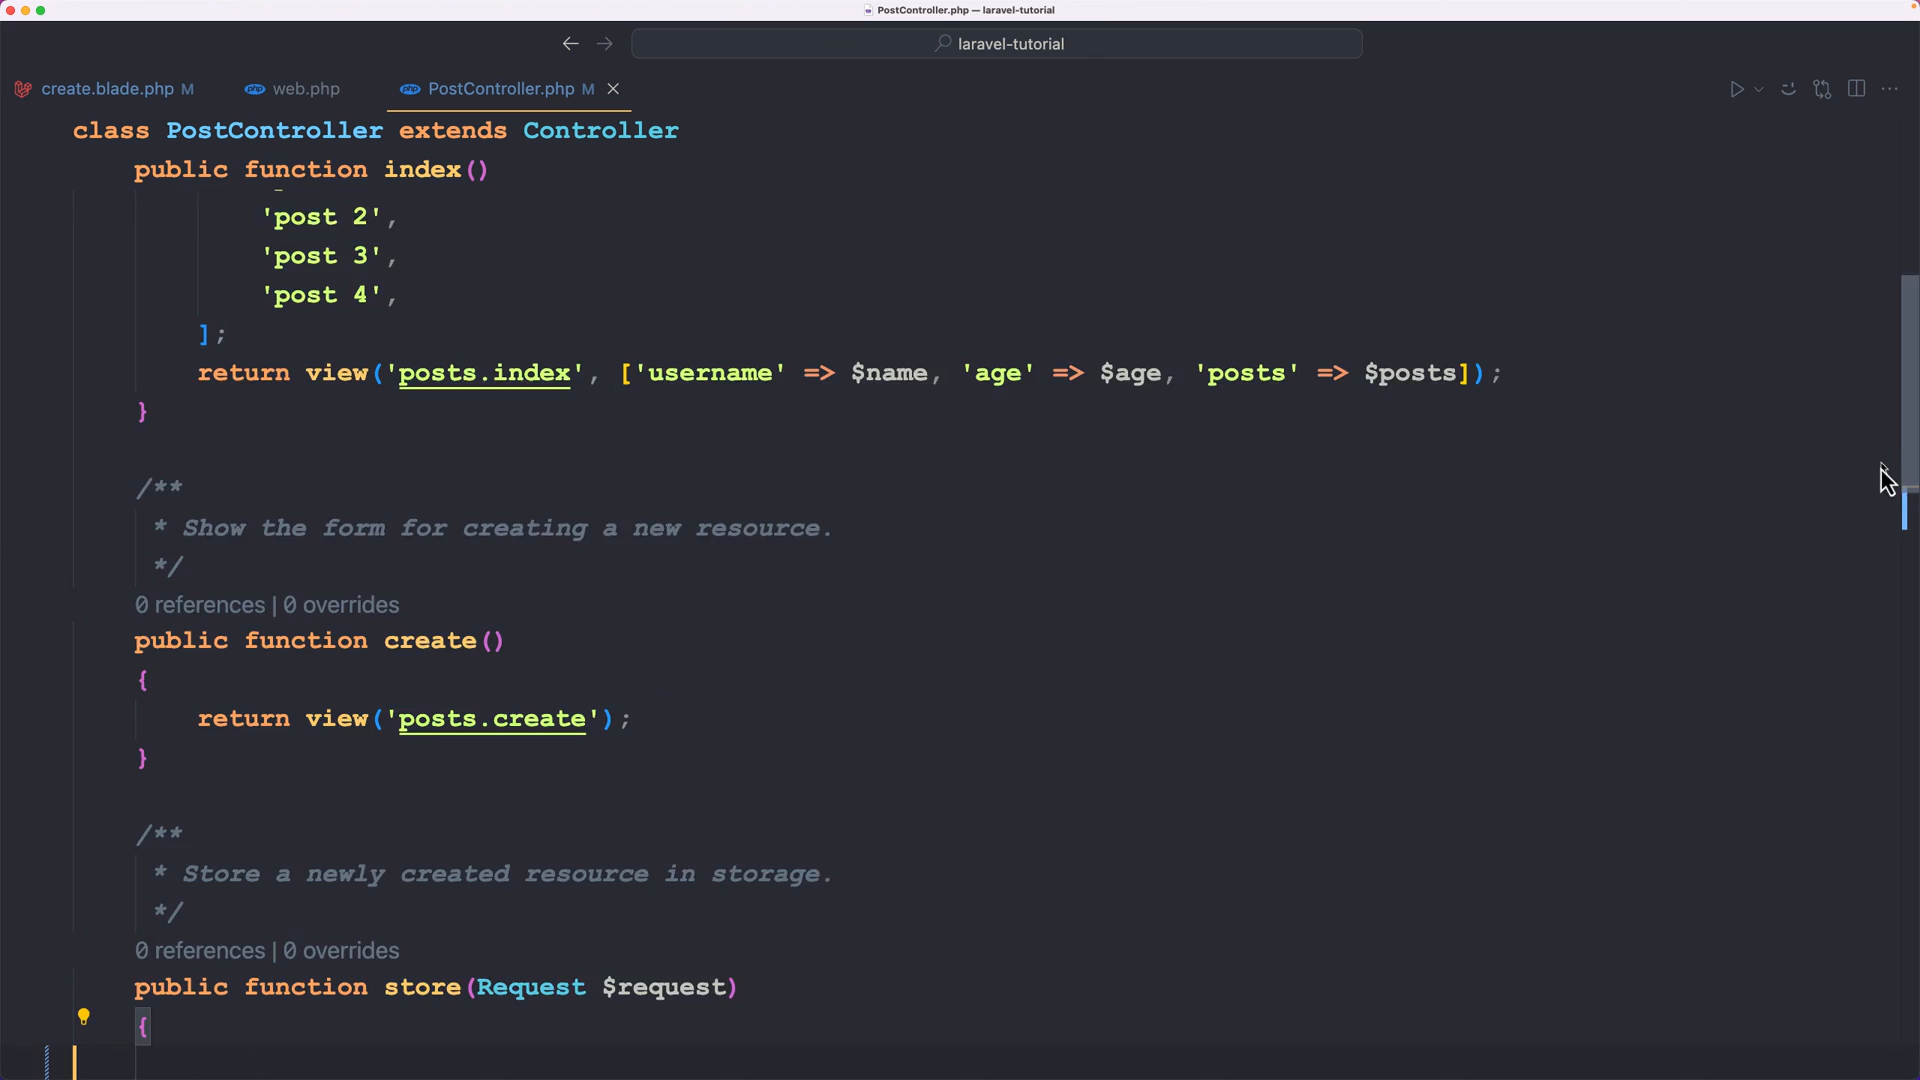 PostController.php — laravel-tutorial
laravel-tutorial
create.blade.php M
web.php
PostController.php M
class PostController extends Controller
public function index()
'post 2',
'post 3',
'post 4',
];
return view('posts.index', ['username' => $name, 'age' => $age, 'posts' => $posts]);
}
/**
* Show the form for creating a new resource.
*/
0 references | 0 overrides
public function create()
{
return view('posts.create');
}
/**
* Store a newly created resource in storage.
*/
0 references | 0 overrides
public function store(Request $request)
{